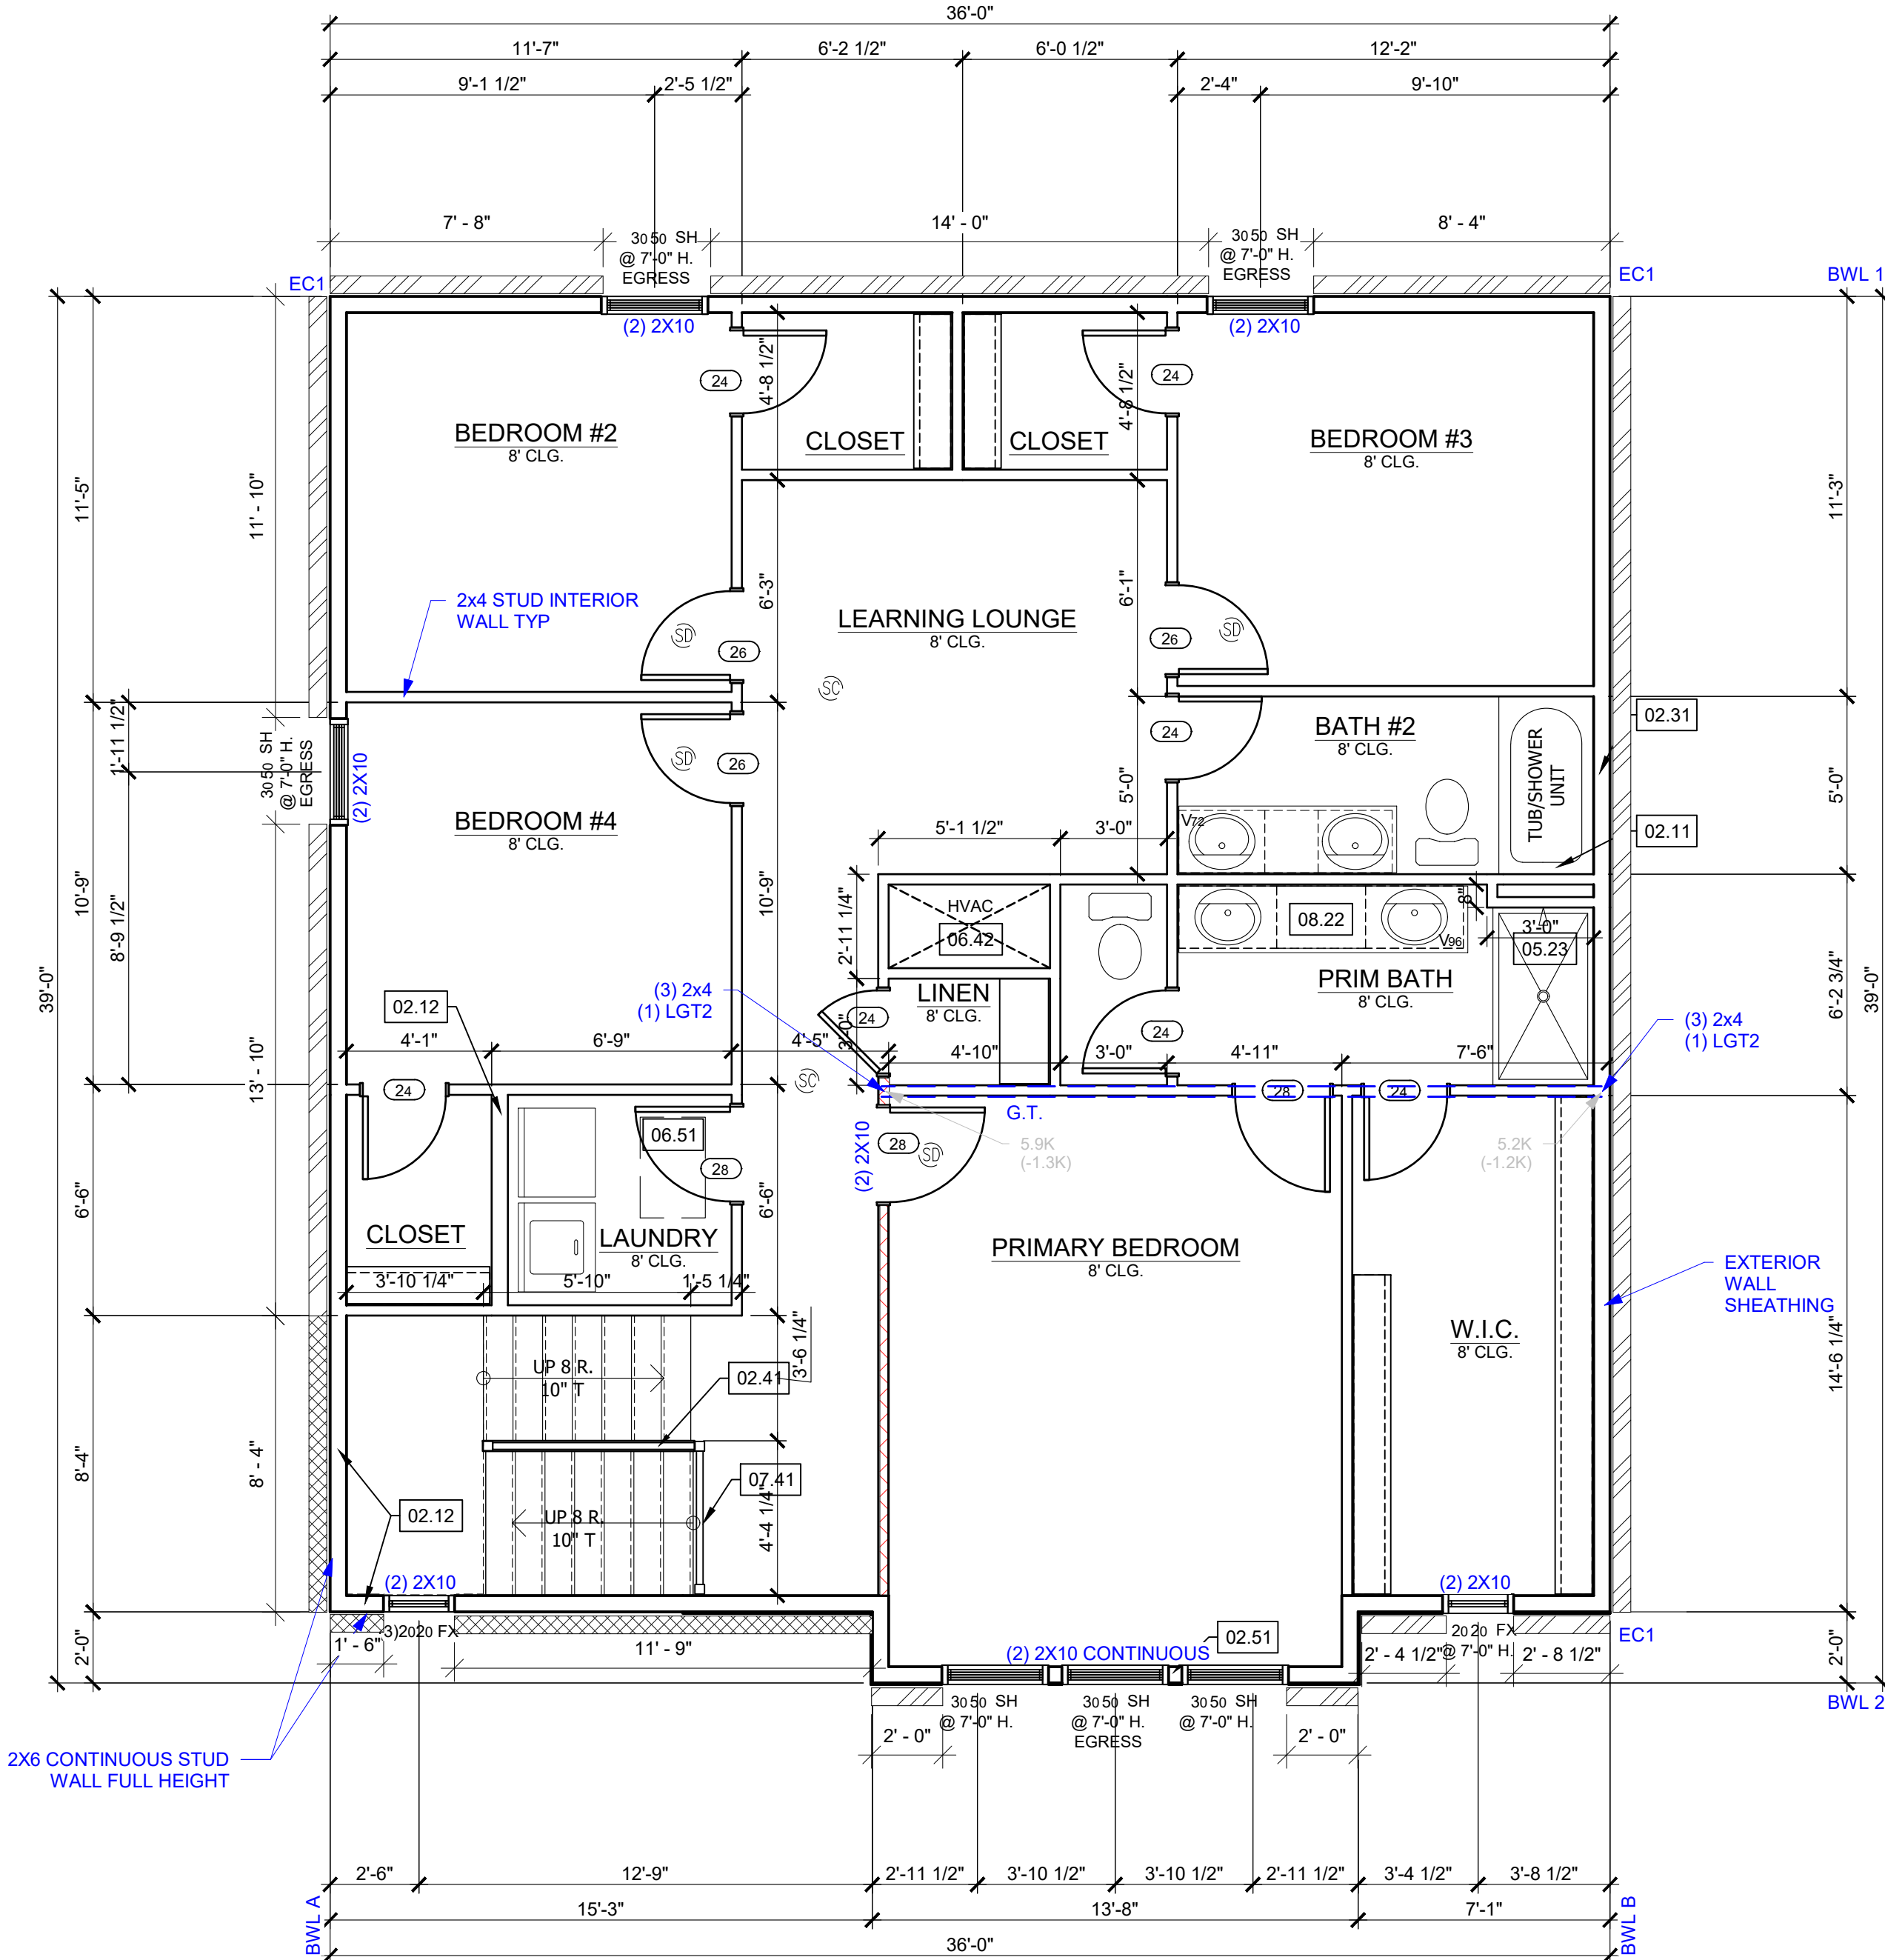 36'-0"
11'-7"
6'-2 1/2"
6'-0 1/2"
12'-2"
9'-1 1/2"
2'-5 1/2"
2'-4"
9'-10"
7' - 8"
14' - 0"
8' - 4"
3050 SH
@ 7'-0" H.
EGRESS
3050 SH
@ 7'-0" H.
EGRESS
EC1
EC1
BWL 1
(2) 2X10
(2) 2X10
24
24
4'-8 1/2"
4'-8 1/2"
BEDROOM #2
8' CLG.
CLOSET
CLOSET
BEDROOM #3
8' CLG.
11'-5"
11' - 10"
11'-3"
2x4 STUD INTERIOR
WALL TYP
6'-3"
6'-1"
LEARNING LOUNGE
8' CLG.
SD
26
26
SD
SC
1'-11 1/2"
3050 SH
@ 7'-0" H.
EGRESS
(2) 2X10
SD
26
24
BATH #2
8' CLG.
TUB/SHOWER
UNIT
02.31
5'-0"
5'-0"
BEDROOM #4
8' CLG.
V72
02.11
5'-1 1/2"
3'-0"
10'-9"
8'-9 1/2"
10'-9"
2'-11 1/4"
HVAC
06.42
08.22
V96
8"
3'-0"
05.23
39'-0"
39'-0"
6'-2 3/4"
PRIM BATH
8' CLG.
LINEN
8' CLG.
(3) 2x4
(1) LGT2
24
3'-0"
24
(3) 2x4
(1) LGT2
02.12
4'-1"
6'-9"
4'-5"
4'-10"
3'-0"
4'-11"
7'-6"
13' - 10"
24
SC
28
24
G.T.
06.51
28
(2) 2X10
28
SD
5.9K
(-1.3K)
5.2K
(-1.2K)
6'-6"
6'-6"
CLOSET
LAUNDRY
8' CLG.
PRIMARY BEDROOM
8' CLG.
EXTERIOR
WALL
SHEATHING
3'-10 1/4"
5'-10"
1'-5 1/4"
W.I.C.
8' CLG.
14'-6 1/4"
3'-6 1/4"
UP 8 R.
10" T
02.41
07.41
8'-4"
8' - 4"
4'-4 1/4"
02.12
UP 8 R.
10" T
(2) 2X10
(2) 2X10
3)2020 FX
1' - 6"
11' - 9"
(2) 2X10 CONTINUOUS
02.51
2020 FX
@ 7'-0" H.
2' - 4 1/2"
2' - 8 1/2"
EC1
2'-0"
2'-0"
BWL 2
3050 SH
@ 7'-0" H.
3050 SH
@ 7'-0" H.
EGRESS
3050 SH
@ 7'-0" H.
2' - 0"
2' - 0"
2X6 CONTINUOUS STUD
WALL FULL HEIGHT
2'-6"
12'-9"
2'-11 1/2"
3'-10 1/2"
3'-10 1/2"
2'-11 1/2"
3'-4 1/2"
3'-8 1/2"
BWL A
15'-3"
13'-8"
7'-1"
BWL B
36'-0"